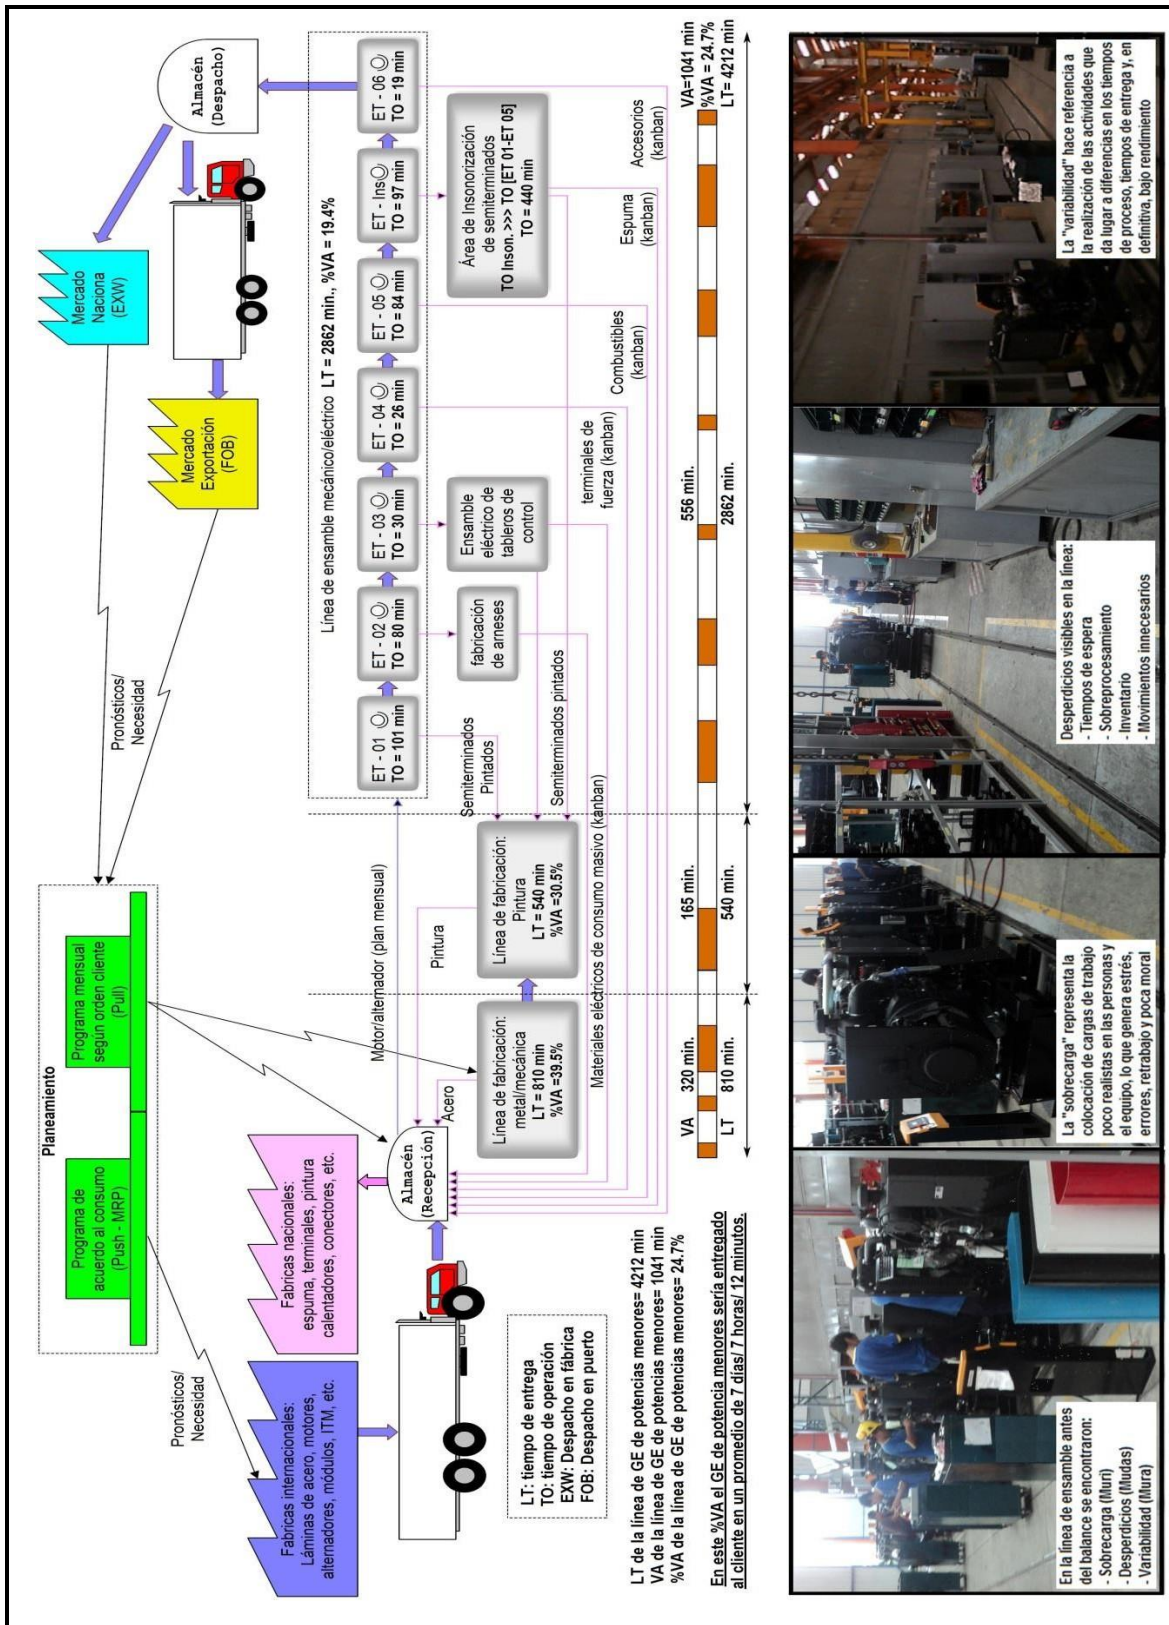 Planeamiento
Programa de
acuerdo al consumo
(Push - MRP)
Programa mensual
según orden cliente
(Pull)
Pronósticos/
Necesidad
Pronósticos/
Necesidad
Mercado
Naciona
(EXW)
Mercado
Exportación
(FOB)
Almacén
(Despacho)
Fabricas internacionales:
Láminas de acero, motores,
alternadores, módulos, ITM, etc.
Fabricas nacionales:
espuma, terminales, pintura
calentadores, conectores, etc.
Almacén
(Recepción)
Motor/alternador (plan mensual)
Acero
Pintura
Semiterminados
Pintados
Semiterminados pintados
Línea de ensamble mecánico/eléctrico LT = 2862 min., %VA = 19.4%
ET - 01
TO = 101 min
ET - 02
TO = 80 min
ET - 03
TO = 30 min
ET - 04
TO = 26 min
ET - 05
TO = 84 min
ET - Ins
TO = 97 min
ET - 06
TO = 19 min
fabricación
de arneses
Ensamble
eléctrico de
tableros de
control
Área de Insonorización
de semiterminados
TO Inson. >>> TO [ET 01-ET 05]
TO = 440 min
Línea de fabricación:
metal/mecánica
LT = 810 min
%VA =39.5%
Línea de fabricación:
Pintura
LT = 540 min
%VA =30.5%
Materiales eléctricos de consumo masivo (kanban)
terminales de
fuerza (kanban)
Combustibles
(kanban)
Espuma
(kanban)
Accesorios
(kanban)
LT: tiempo de entrega
TO: tiempo de operación
EXW: Despacho en fábrica
FOB: Despacho en puerto
VA
320 min.
165 min.
556 min.
LT
810 min.
540 min.
2862 min.
VA=1041 min
%VA = 24.7%
LT= 4212 min
LT de la línea de GE de potencias menores= 4212 min
VA de la línea de GE de potencias menores= 1041 min
%VA de la línea de GE de potencias menores= 24.7%
En este %VA el GE de potencia menores sería entregado
al cliente en un promedio de 7 días/ 7 horas/ 12 minutos.
En la línea de ensamble antes
del balance se encontraron:
- Sobrecarga (Muri)
- Desperdicios (Mudas)
- Variabilidad (Mura)
La "sobrecarga" representa la
colocación de cargas de trabajo
poco realistas en las personas y
el equipo, lo que genera estrés,
errores, retrabajo y poca moral
Desperdicios visibles en la línea:
- Tiempos de espera
- Sobreprocesamiento
- Inventario
- Movimientos innecesarios
La "variabilidad" hace referencia a
la realización de las actividades que
da lugar a diferencias en los tiempos
de proceso, tiempos de entrega y, en
definitiva, bajo rendimiento